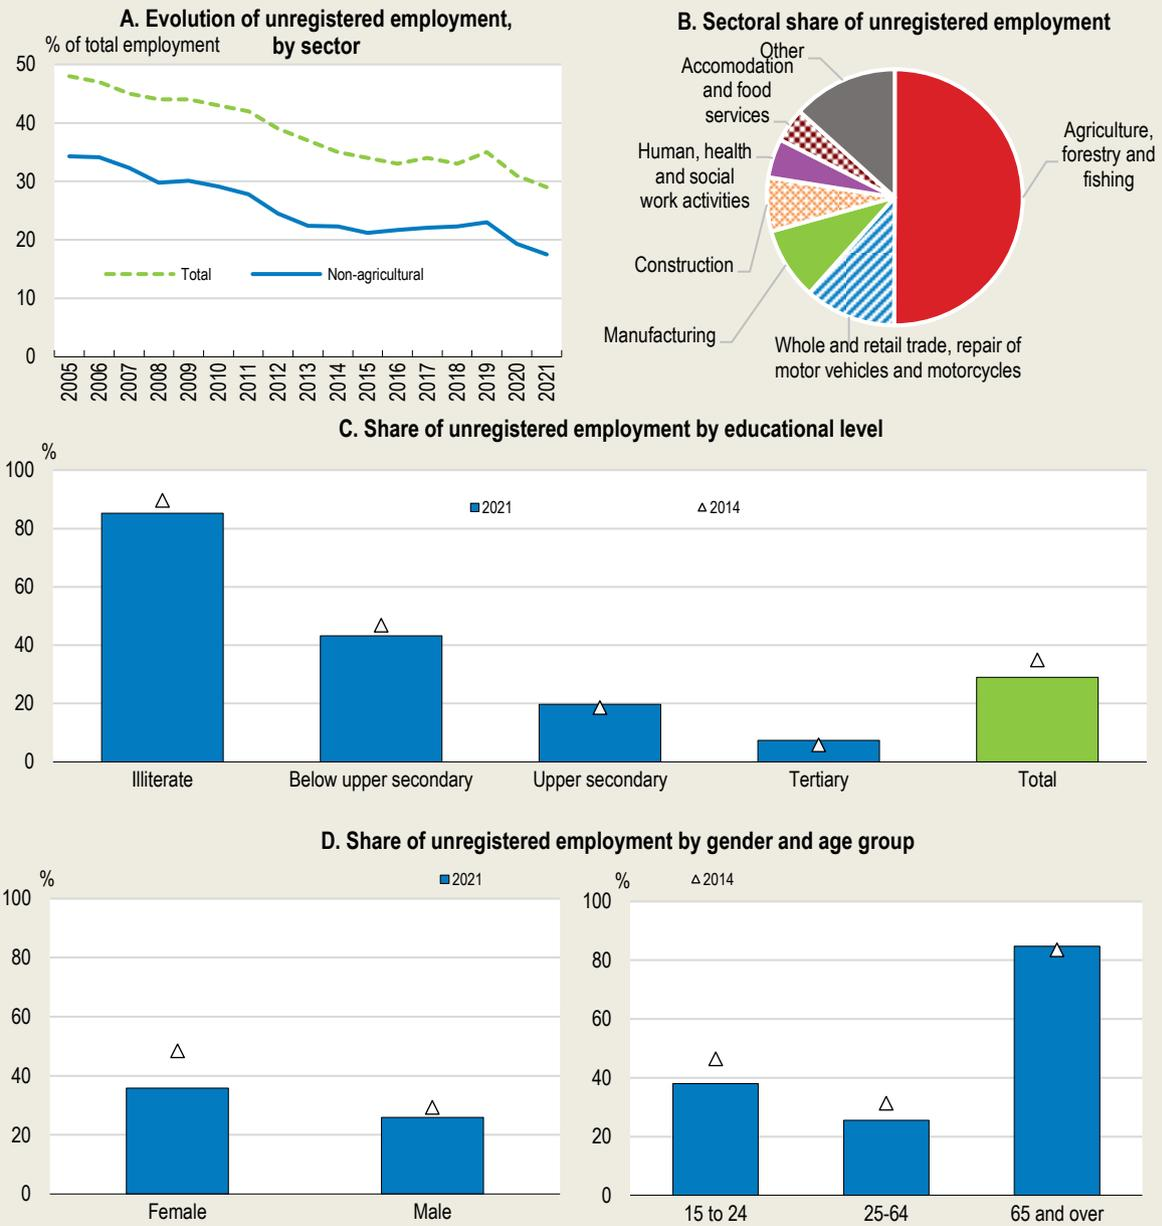 A. Evolution of unregistered employment,
by sector
% of total employment
50
40
30
20
10
0
Total
Non-agricultural
2005
2006
2007
2008
2009
2010
2011
2012
2013
2014
2015
2016
2017
2018
2019
2020
2021
B. Sectoral share of unregistered employment
Other
Accomodation
and food
services
Human, health
and social
work activities
Construction
Manufacturing
Whole and retail trade, repair of
motor vehicles and motorcycles
Agriculture,
forestry and
fishing
C. Share of unregistered employment by educational level
%
100
80
60
40
20
0
2021
2014
Illiterate
Below upper secondary
Upper secondary
Tertiary
Total
D. Share of unregistered employment by gender and age group
%
2021
100
80
60
40
20
0
Female
Male
%
2014
100
80
60
40
20
0
15 to 24
25-64
65 and over